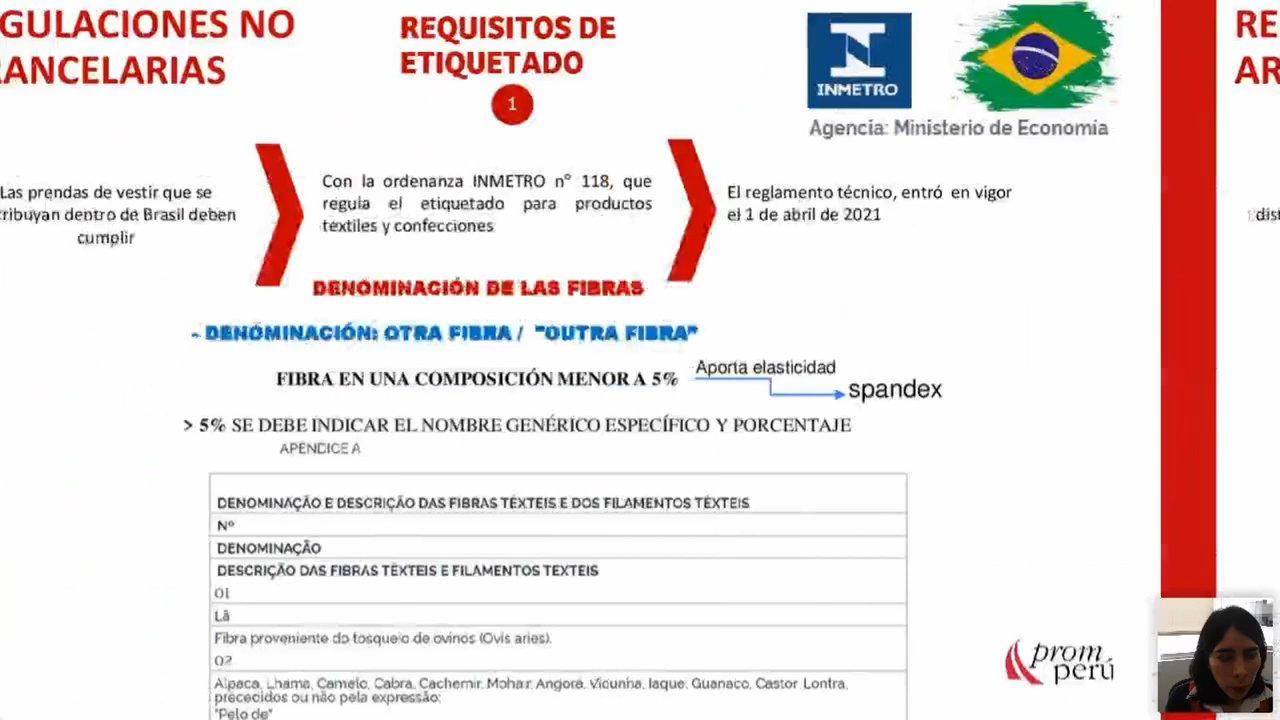 GULACIONES NO
RANCELARIAS
REQUISITOS DE
ETIQUETADO
1
INMETRO
Agencia: Ministerio de Economía
RE
AR
Las prendas de vestir que se
tribuyan dentro de Brasil deben
cumplir
Con la ordenanza INMETRO nº 118, que
regula el etiquetado para productos
textiles y confecciones
El reglamento técnico, entró en vigor
el 1 de abril de 2021
dist
DENOMINACIÓN DE LAS FIBRAS
- DENOMINACIÓN: OTRA FIBRA / "OUTRA FIBRA"
FIBRA EN UNA COMPOSICIÓN MENOR A 5%
Aporta elasticidad
spandex
> 5% SE DEBE INDICAR EL NOMBRE GENÉRICO ESPECÍFICO Y PORCENTAJE
APENDICE A
DENOMINAÇÃO E DESCRIÇÃO DAS FIBRAS TÊXTEIS E DOS FILAMENTOS TÊXTEIS
Nº
DENOMINAÇÃO
DESCRIÇÃO DAS FIBRAS TÊXTEIS E FILAMENTOS TEXTEIS
01
Lã
Fibra proveniente do tosqueio de ovinos (Ovis aries).
02
Alpaca, Lhama, Camelo, Cabra, Cachemir, Mohair, Angorá, Vicunha, Iaque, Guanaco, Castor, Lontra,
precedidos ou não pela expressão:
"Pelo de"
prom
perú